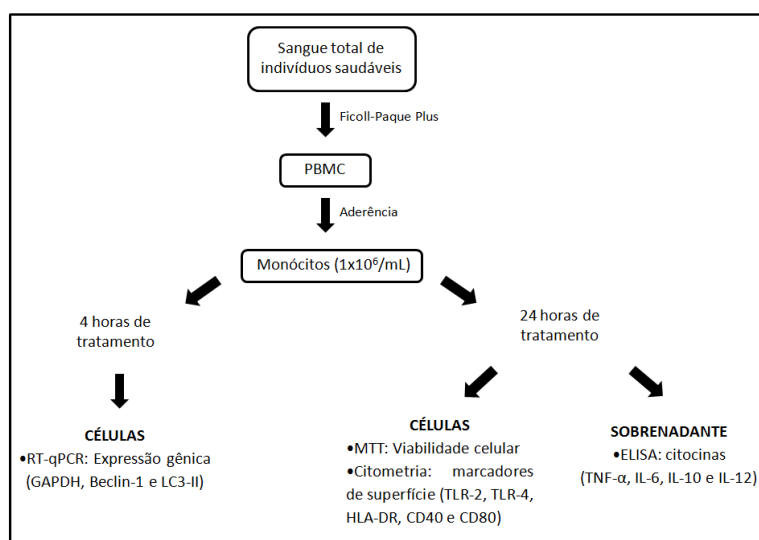 Sangue total de
indivíduos saudáveis
Ficoll-Paque Plus
PBMC
Aderência
Monócitos (1x10⁶/mL)
4 horas de
tratamento
24 horas de
tratamento
CÉLULAS
•RT-qPCR: Expressão gênica
(GAPDH, Beclin-1 e LC3-II)
CÉLULAS
•MTT: Viabilidade celular
•Citometria: marcadores
de superfície (TLR-2, TLR-4,
HLA-DR, CD40 e CD80)
SOBRENADANTE
•ELISA: citocinas
(TNF-α, IL-6, IL-10 e IL-12)